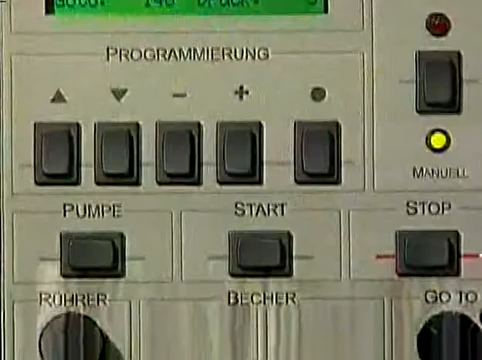 PROGRAMMIERUNG
MANUELL
PUMPE START STOP
RÜHRER BECHER GO TO